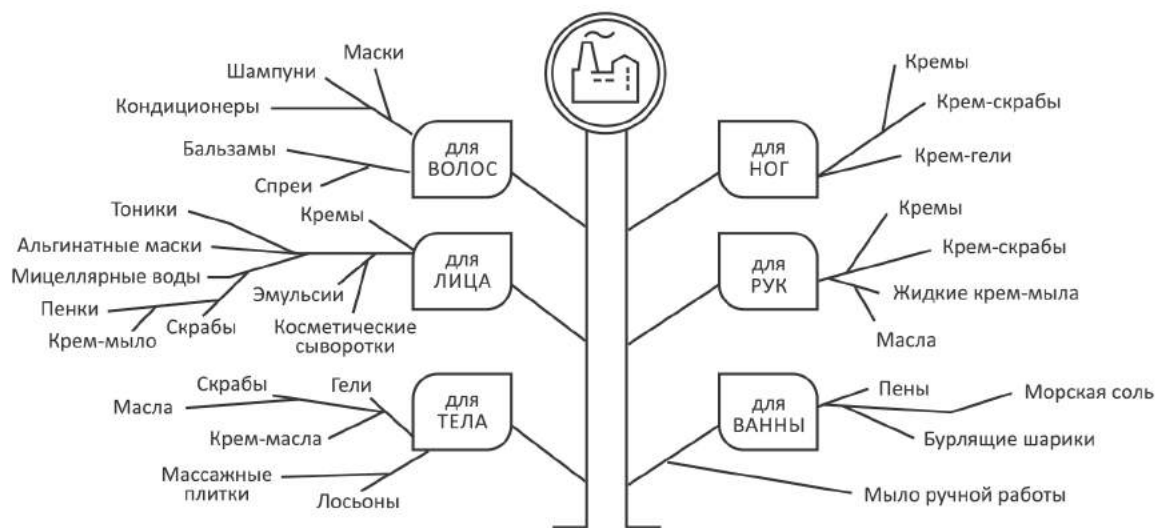 Маски
Шампуни
Кондиционеры
Бальзамы
Спреи
для
ВОЛОС
Тоники
Кремы
Альгинатные маски
Мицеллярные воды
Пенки
Крем-мыло
Скрабы
Эмульсии
Косметические
сыворотки
для
ЛИЦА
Скрабы
Гели
Масла
Крем-масла
Массажные
плитки
Лосьоны
для
ТЕЛА
для
НОГ
Кремы
Крем-скрабы
Крем-гели
для
РУК
Кремы
Крем-скрабы
Жидкие крем-мыла
Масла
для
ВАННЫ
Пены
Морская соль
Бурлящие шарики
Мыло ручной работы